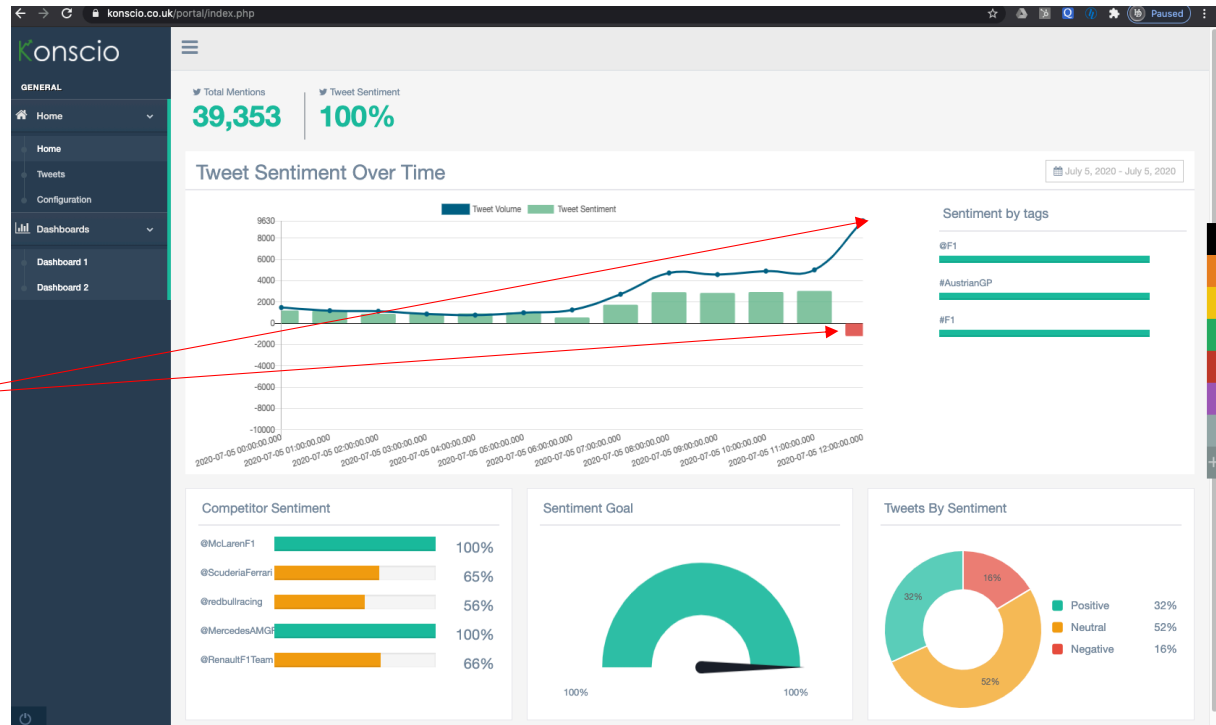 konscio.co.uk/portal/index.php
Paused
Konscio
GENERAL
Home
Home
Tweets
Configuration
Dashboards
Dashboard 1
Dashboard 2
Total Mentions
39,353
Tweet Sentiment
100%
Tweet Sentiment Over Time
July 5, 2020 - July 5, 2020
Tweet Volume
Tweet Sentiment
9630
8000
6000
4000
2000
0
-2000
-4000
-6000
-8000
-10000
2020-07-05 00:00:00.000
2020-07-05 01:00:00.000
2020-07-05 02:00:00.000
2020-07-05 03:00:00.000
2020-07-05 04:00:00.000
2020-07-05 05:00:00.000
2020-07-05 06:00:00.000
2020-07-05 07:00:00.000
2020-07-05 08:00:00.000
2020-07-05 09:00:00.000
2020-07-05 10:00:00.000
2020-07-05 11:00:00.000
2020-07-05 12:00:00.000
Sentiment by tags
@F1
#AustrianGP
#F1
Competitor Sentiment
@McLarenF1
100%
@ScuderiaFerrari
65%
@redbullracing
56%
@MercedesAMGF
100%
@RenaultF1Team
66%
Sentiment Goal
100%
100%
Tweets By Sentiment
16%
32%
52%
Positive 32%
Neutral 52%
Negative 16%